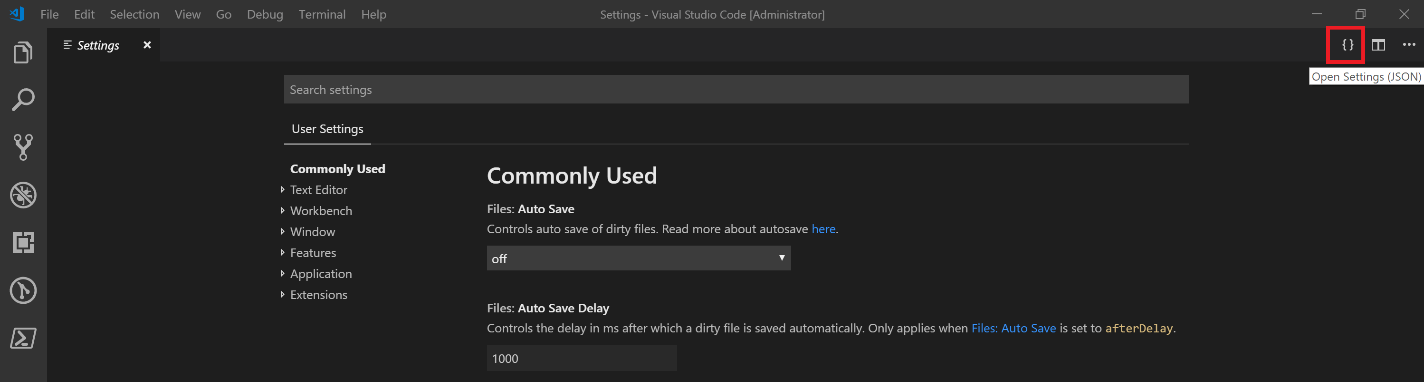 File Edit Selection View Go Debug Terminal Help Settings - Visual Studio Code [Administrator]
Settings
{ }
Open Settings (JSON)
Search settings
User Settings
Commonly Used
Text Editor
Workbench
Window
Features
Application
Extensions
Commonly Used
Files: Auto Save
Controls auto save of dirty files. Read more about autosave here.
off
Files: Auto Save Delay
Controls the delay in ms after which a dirty file is saved automatically. Only applies when Files: Auto Save is set to afterDelay.
1000